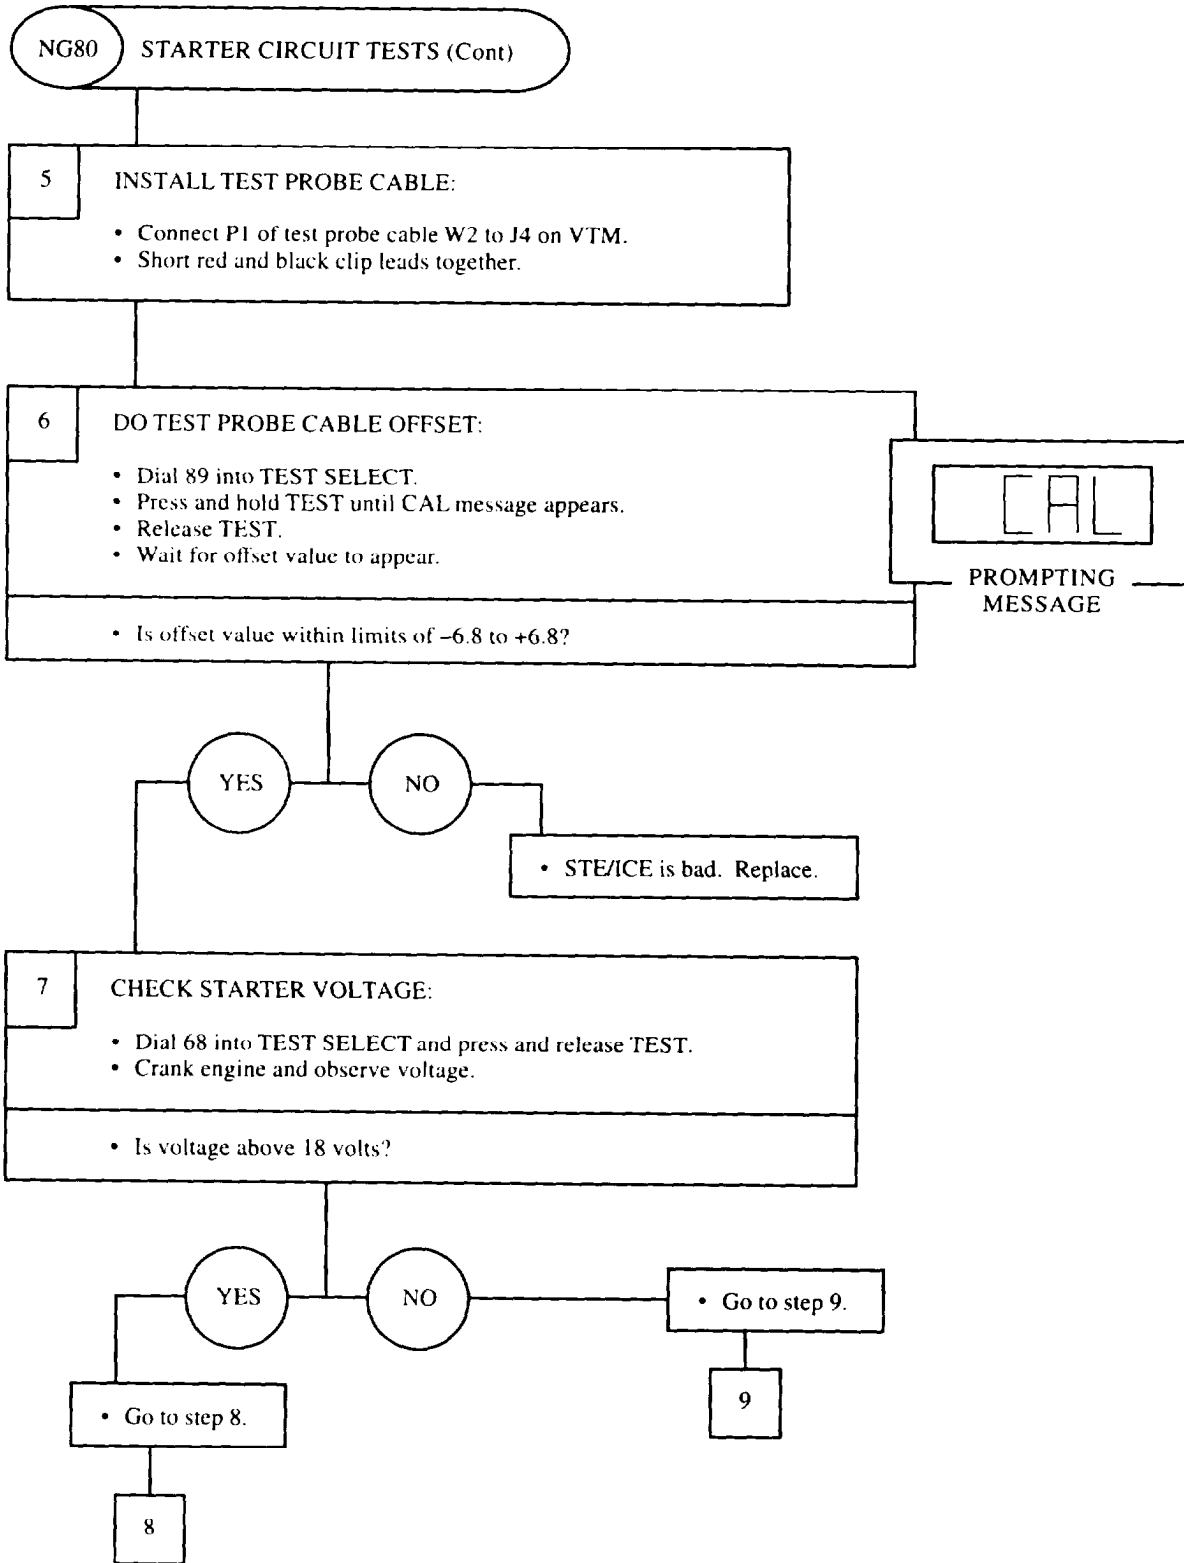 NG80 STARTER CIRCUIT TESTS (Cont)
5 INSTALL TEST PROBE CABLE:
• Connect P1 of test probe cable W2 to J4 on VTM.
• Short red and black clip leads together.
6 DO TEST PROBE CABLE OFFSET:
• Dial 89 into TEST SELECT.
• Press and hold TEST until CAL message appears.
• Release TEST.
• Wait for offset value to appear.
CAL
PROMPTING
MESSAGE
• Is offset value within limits of –6.8 to +6.8?
YES NO
• STE/ICE is bad. Replace.
7 CHECK STARTER VOLTAGE:
• Dial 68 into TEST SELECT and press and release TEST.
• Crank engine and observe voltage.
• Is voltage above 18 volts?
YES NO
• Go to step 9.
9
• Go to step 8.
8